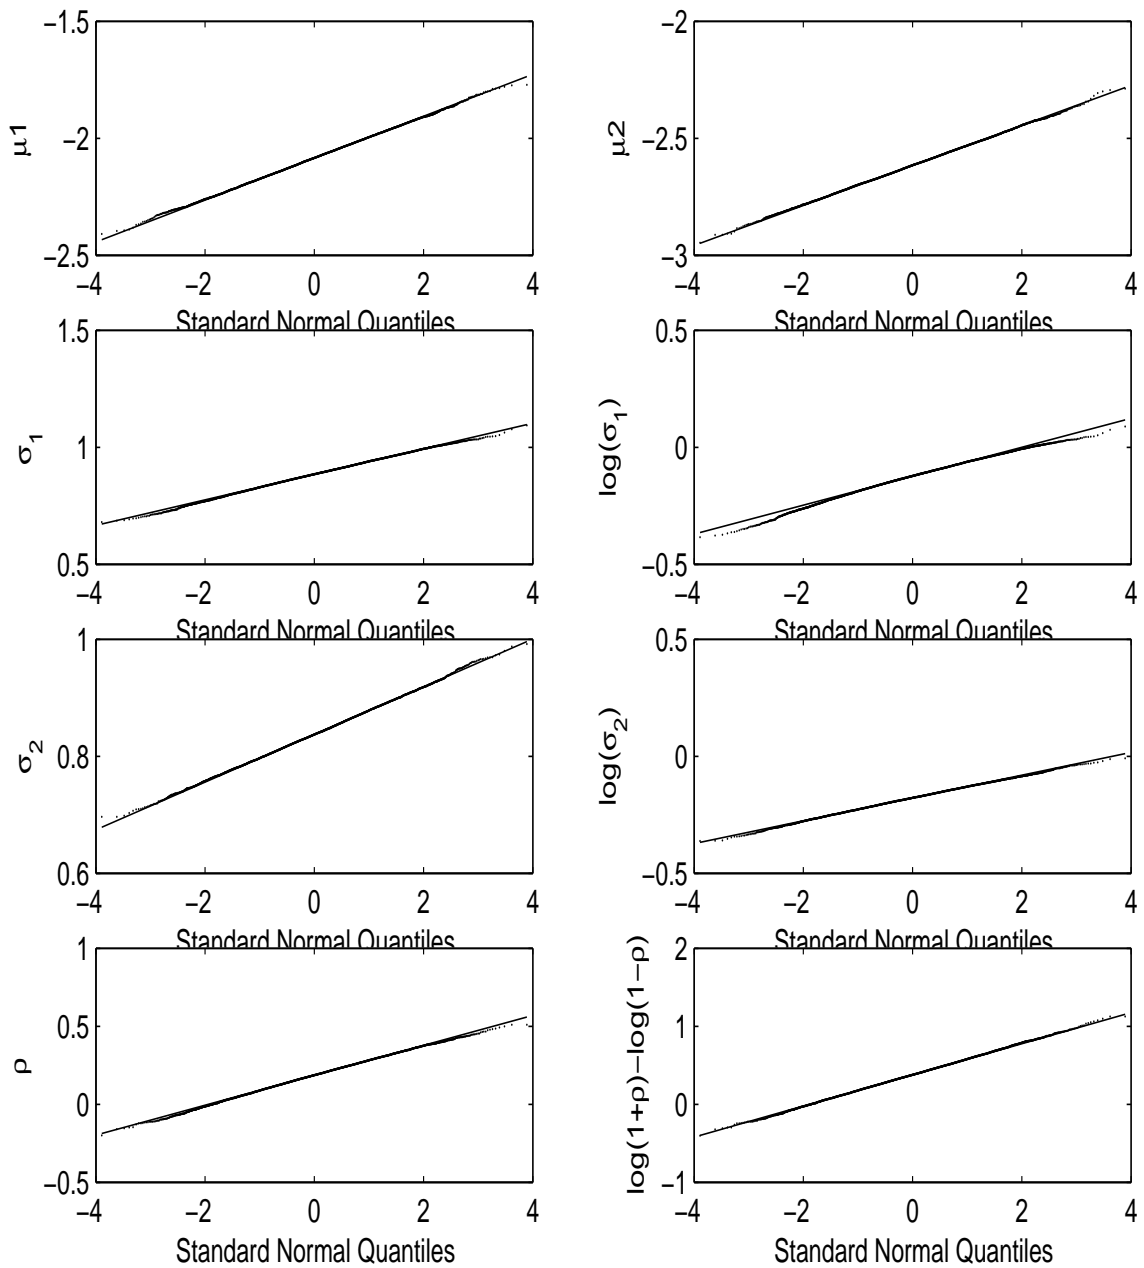 −1.5 −2
μ1 −2 μ2 −2.5
−2.5 −3
−4 −2 0 2 4 −4 −2 0 2 4
Standard Normal Quantiles Standard Normal Quantiles
1.5 0.5
σ1 1 log(σ1) 0
0.5 −0.5
−4 −2 0 2 4 −4 −2 0 2 4
Standard Normal Quantiles Standard Normal Quantiles
1 0.5
σ2 0.8 log(σ2) 0
0.6 −0.5
−4 −2 0 2 4 −4 −2 0 2 4
Standard Normal Quantiles Standard Normal Quantiles
1 2
0.5 1
ρ 0 log(1+ρ)−log(1−ρ) 0
−0.5 −1
−4 −2 0 2 4 −4 −2 0 2 4
Standard Normal Quantiles Standard Normal Quantiles